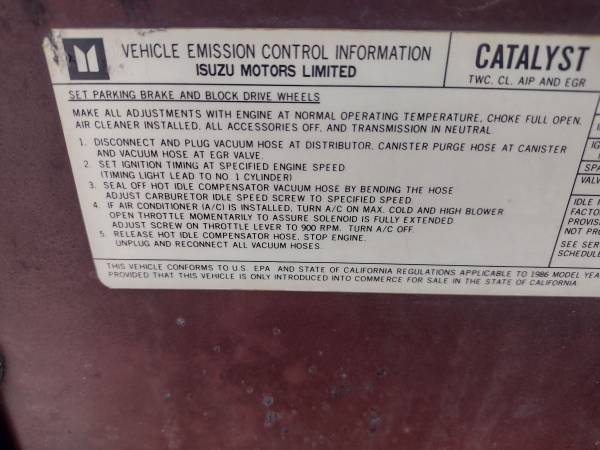 VEHICLE EMISSION CONTROL INFORMATION
ISUZU MOTORS LIMITED
CATALYST
TWC. CL. AIP AND EGR
SET PARKING BRAKE AND BLOCK DRIVE WHEELS
MAKE ALL ADJUSTMENTS WITH ENGINE AT NORMAL OPERATING TEMPERATURE, CHOKE FULL OPEN,
AIR CLEANER INSTALLED. ALL ACCESSORIES OFF, AND TRANSMISSION IN NEUTRAL.
1. DISCONNECT AND PLUG VACUUM HOSE AT DISTRIBUTOR. CANISTER PURGE HOSE AT CANISTER
AND VACUUM HOSE AT EGR VALVE.
2. SET IGNITION TIMING AT SPECIFIED ENGINE SPEED
(TIMING LIGHT LEAD TO NO. 1 CYLINDER)
3. SEAL OFF HOT IDLE COMPENSATOR VACUUM HOSE BY BENDING THE HOSE
ADJUST CARBURETOR IDLE SPEED SCREW TO SPECIFIED SPEED.
4. IF AIR CONDITIONER (A/C) IS INSTALLED, TURN A/C ON MAX. COLD AND HIGH BLOWER
OPEN THROTTLE MOMENTARILY TO ASSURE SOLENOID IS FULLY EXTENDED.
ADJUST SCREW ON THROTTLE LEVER TO 900 RPM. TURN A/C OFF.
5. RELEASE HOT IDLE COMPENSATOR HOSE, STOP ENGINE.
UNPLUG AND RECONNECT ALL VACUUM HOSES.
THIS VEHICLE CONFORMS TO U.S. EPA AND STATE OF CALIFORNIA REGULATIONS APPLICABLE TO 1986 MODEL YEA
PROVIDED THAT THIS VEHICLE IS ONLY INTRODUCED INTO COMMERCE FOR SALE IN THE STATE OF CALIFORNIA
IG
SPA
VALV
IDLE
FACTO
PROVIS
NOT PRO
SEE SER
SCHEDULE